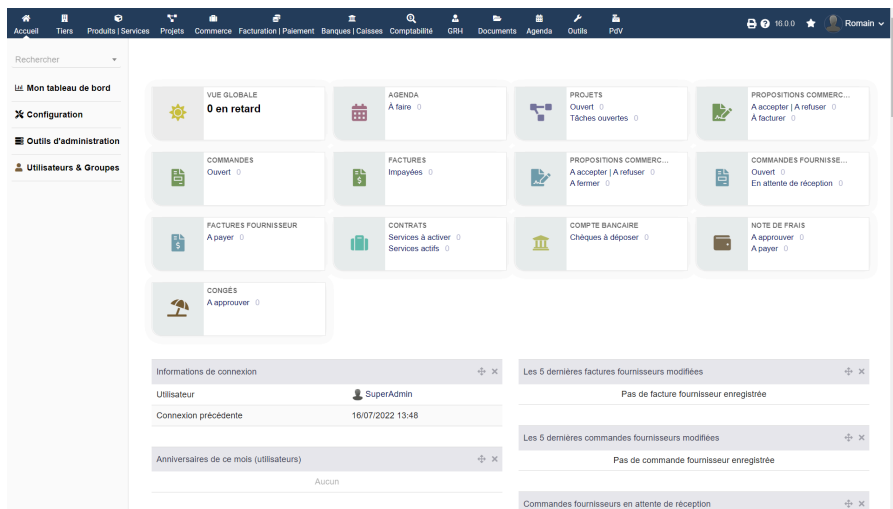 Accueil Tiers Produits | Services Projets Commerce Facturation | Paiement Banques | Caisses Comptabilité GRH Documents Agenda Outils PdV 16.0.0 Romain
Rechercher
Mon tableau de bord
Configuration
Outils d'administration
Utilisateurs & Groupes
VUE GLOBALE
0 en retard
AGENDA
À faire 0
PROJETS
Ouvert 0
Tâches ouvertes 0
PROPOSITIONS COMMERC...
A accepter | A refuser 0
À facturer 0
COMMANDES
Ouvert 0
FACTURES
Impayées 0
PROPOSITIONS COMMERC...
A accepter | A refuser 0
A fermer 0
COMMANDES FOURNISSE...
Ouvert 0
En attente de réception 0
FACTURES FOURNISSEUR
A payer 0
CONTRATS
Services à activer 0
Services actifs 0
COMPTE BANCAIRE
Chèques à déposer 0
NOTE DE FRAIS
A approuver 0
A payer 0
CONGÉS
A approuver 0
Informations de connexion
Utilisateur SuperAdmin
Connexion précédente 16/07/2022 13:48
Anniversaires de ce mois (utilisateurs)
Aucun
Les 5 dernières factures fournisseurs modifiées
Pas de facture fournisseur enregistrée
Les 5 dernières commandes fournisseurs modifiées
Pas de commande fournisseur enregistrée
Commandes fournisseurs en attente de réception